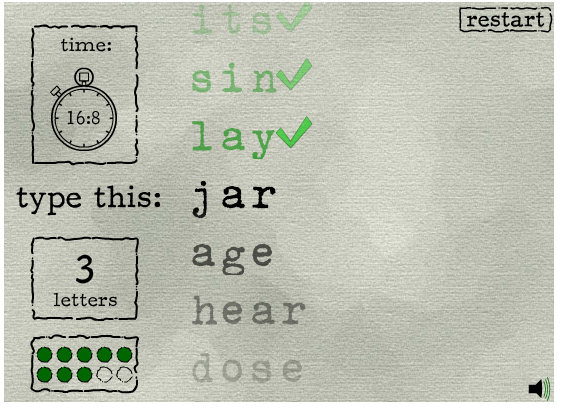 restart
time:
16:8
its
sin
lay
type this:
jar
age
hear
dose
3
letters